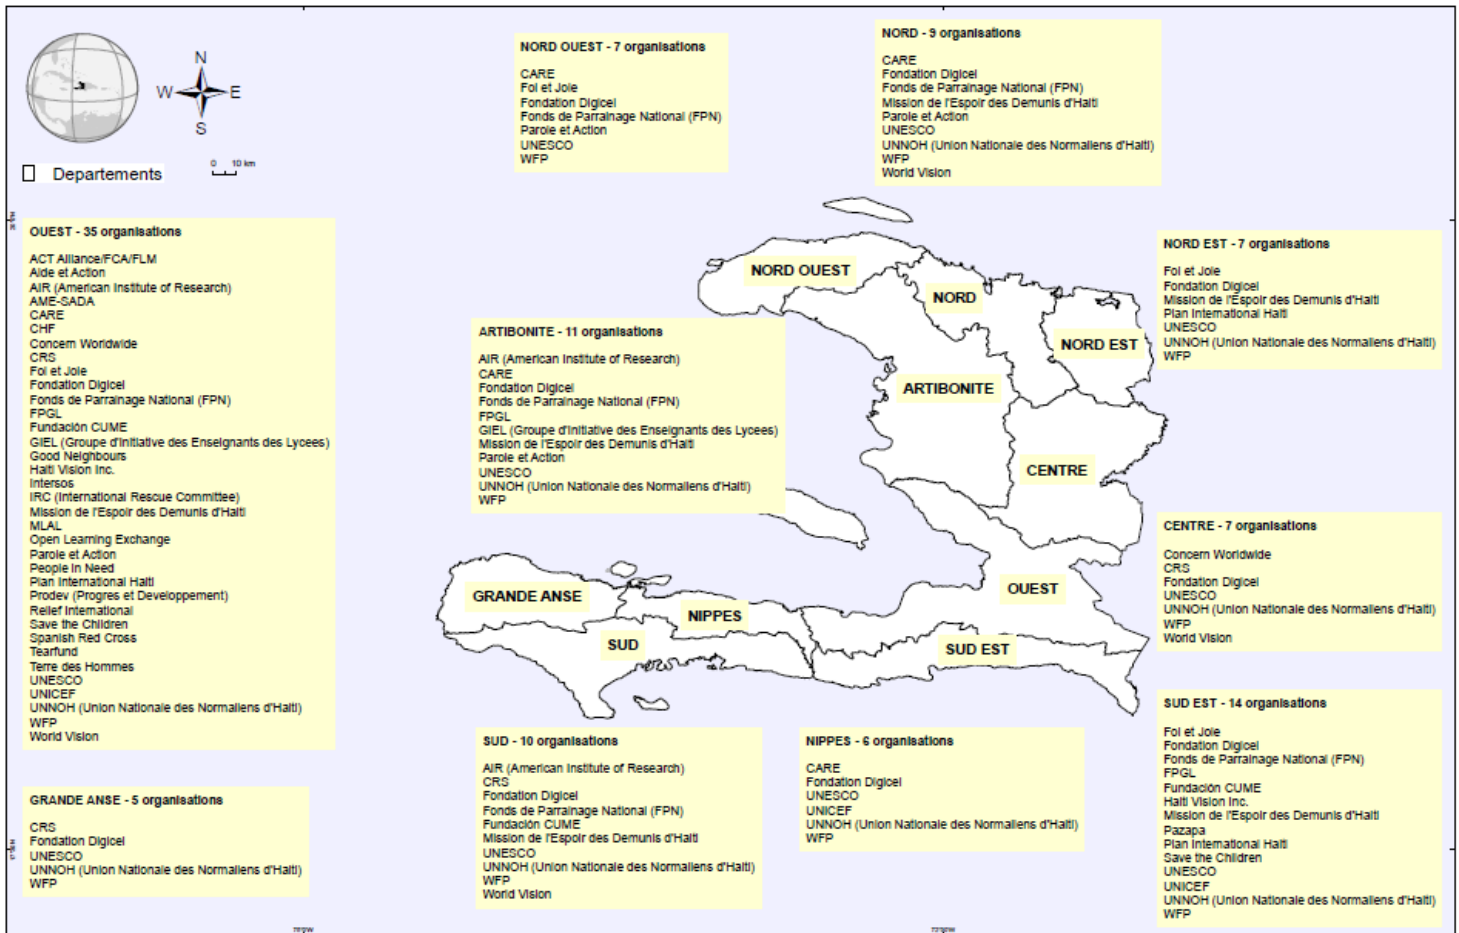 N
W E
S
Departements
0 10 km
NORD OUEST - 7 organisations
CARE
Foi et Joie
Fondation Digicel
Fonds de Parrainage National (FPN)
Parole et Action
UNESCO
WFP
NORD - 9 organisations
CARE
Fondation Digicel
Fonds de Parrainage National (FPN)
Mission de l'Espoir des Demunis d'Haiti
Parole et Action
UNESCO
UNNOH (Union Nationale des Normaliens d'Haiti)
WFP
World Vision
OUEST - 35 organisations
ACT Alliance/FCA/FLM
Aide et Action
AIR (American Institute of Research)
AME-SADA
CARE
CHF
Concern Worldwide
CRS
Foi et Joie
Fondation Digicel
Fonds de Parrainage National (FPN)
FPGL
Fundación CUME
GIEL (Groupe d'Initiative des Enseignants des Lycees)
Good Neighbours
Haiti Vision Inc.
Intersos
IRC (International Rescue Committee)
Mission de l'Espoir des Demunis d'Haiti
MLAL
Open Learning Exchange
Parole et Action
People In Need
Plan International Haiti
Prodev (Progres et Developpement)
Relief International
Save the Children
Spanish Red Cross
Tearfund
Terre des Hommes
UNESCO
UNICEF
UNNOH (Union Nationale des Normaliens d'Haiti)
WFP
World Vision
ARTIBONITE - 11 organisations
AIR (American Institute of Research)
CARE
Fondation Digicel
Fonds de Parrainage National (FPN)
FPGL
GIEL (Groupe d'Initiative des Enseignants des Lycees)
Mission de l'Espoir des Demunis d'Haiti
Parole et Action
UNESCO
UNNOH (Union Nationale des Normaliens d'Haiti)
WFP
NORD EST - 7 organisations
Foi et Joie
Fondation Digicel
Mission de l'Espoir des Demunis d'Haiti
Plan International Haiti
UNESCO
UNNOH (Union Nationale des Normaliens d'Haiti)
WFP
NORD OUEST
NORD
NORD EST
ARTIBONITE
CENTRE
OUEST
GRANDE ANSE
NIPPES
SUD
SUD EST
CENTRE - 7 organisations
Concern Worldwide
CRS
Fondation Digicel
UNESCO
UNNOH (Union Nationale des Normaliens d'Haiti)
WFP
World Vision
GRANDE ANSE - 5 organisations
CRS
Fondation Digicel
UNESCO
UNNOH (Union Nationale des Normaliens d'Haiti)
WFP
SUD - 10 organisations
AIR (American Institute of Research)
CRS
Fondation Digicel
Fonds de Parrainage National (FPN)
Fundación CUME
Mission de l'Espoir des Demunis d'Haiti
UNESCO
UNNOH (Union Nationale des Normaliens d'Haiti)
WFP
World Vision
NIPPES - 6 organisations
CARE
Fondation Digicel
UNESCO
UNICEF
UNNOH (Union Nationale des Normaliens d'Haiti)
WFP
SUD EST - 14 organisations
Foi et Joie
Fondation Digicel
Fonds de Parrainage National (FPN)
FPGL
Fundación CUME
Haiti Vision Inc.
Mission de l'Espoir des Demunis d'Haiti
Pazapa
Plan International Haiti
Save the Children
UNESCO
UNICEF
UNNOH (Union Nationale des Normaliens d'Haiti)
WFP